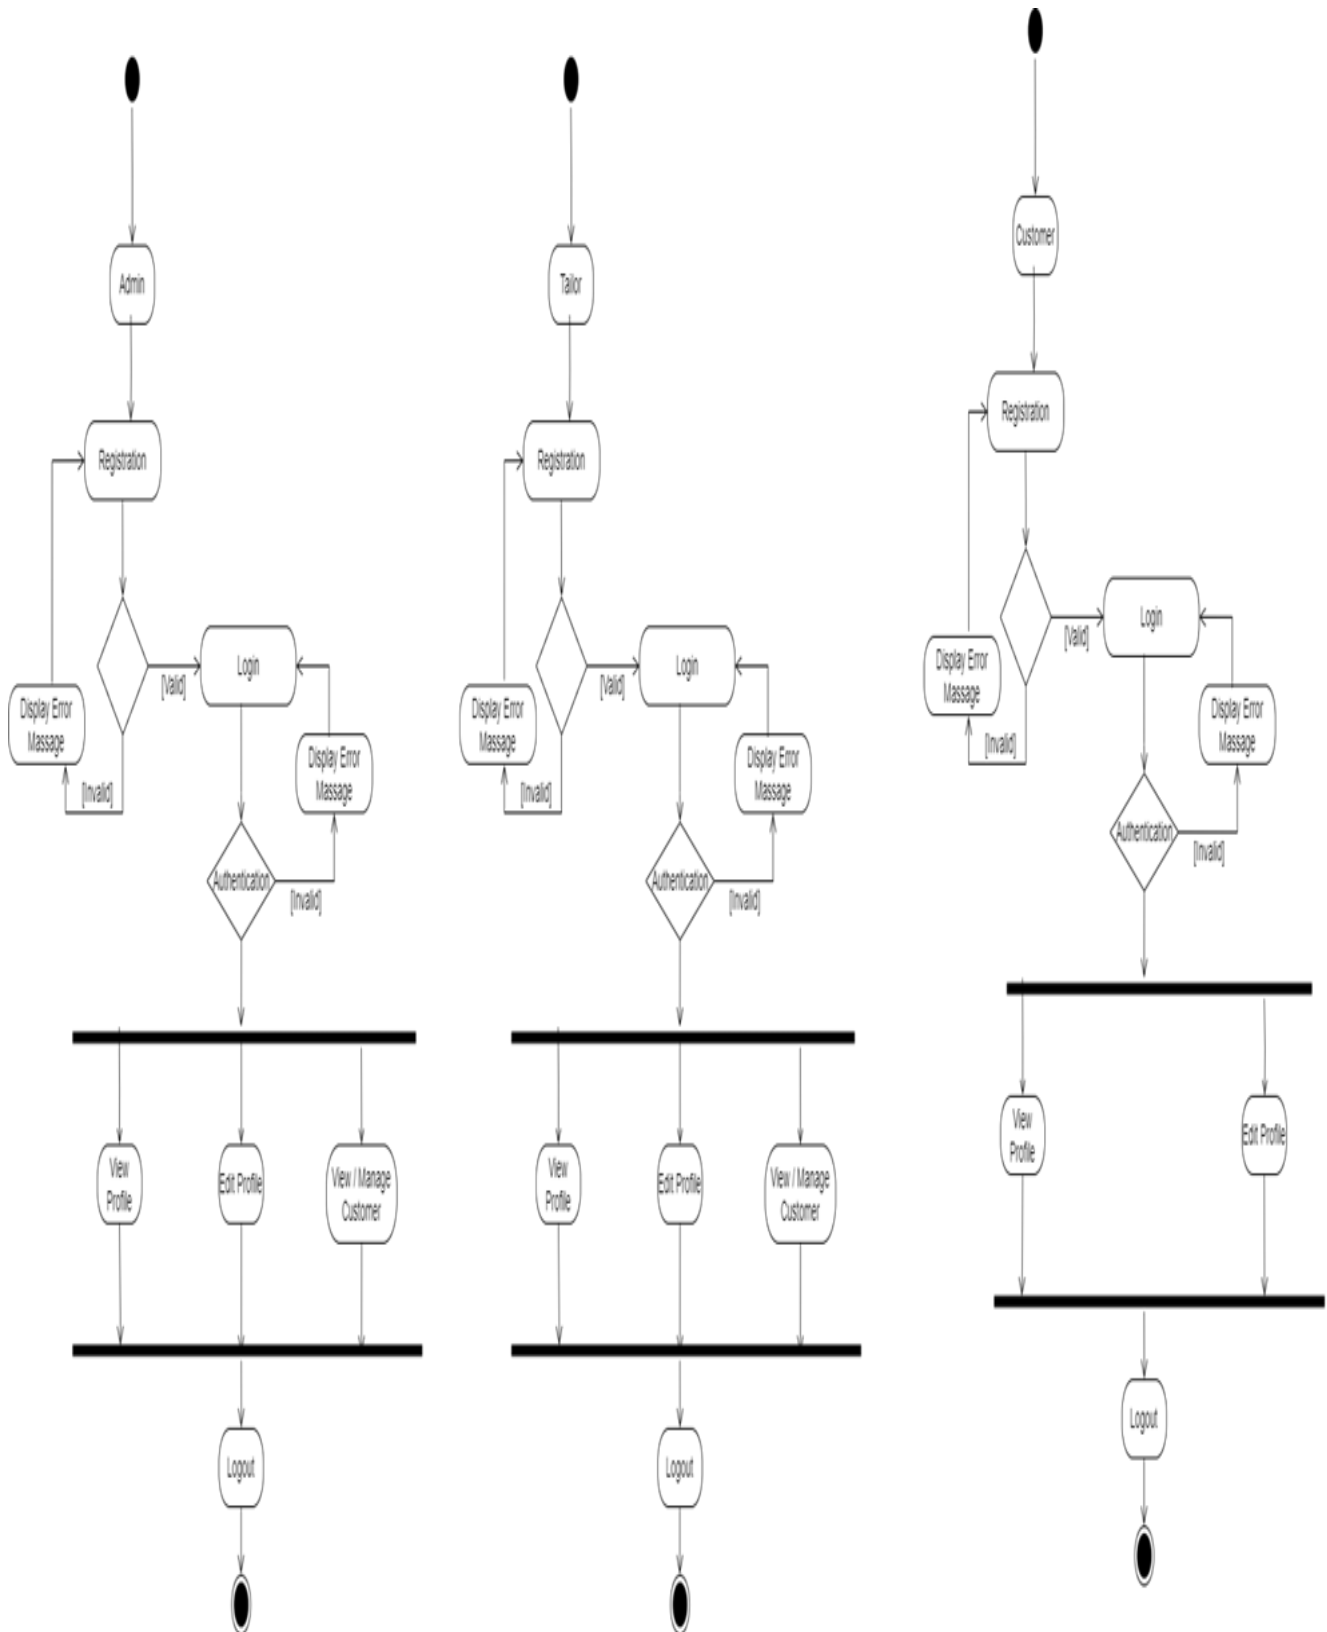 Admin
Registration
[Valid]
Login
Display Error
Massage
[Invalid]
Display Error
Massage
Authentication
[Invalid]
View
Profile
Edit Profile
View / Manage
Customer
Logout
Tailor
Registration
[Valid]
Login
Display Error
Massage
[Invalid]
Display Error
Massage
Authentication
[Invalid]
View
Profile
Edit Profile
View / Manage
Customer
Logout
Customer
Registration
[Valid]
Login
Display Error
Massage
[Invalid]
Display Error
Massage
Authentication
[Invalid]
View
Profile
Edit Profile
Logout